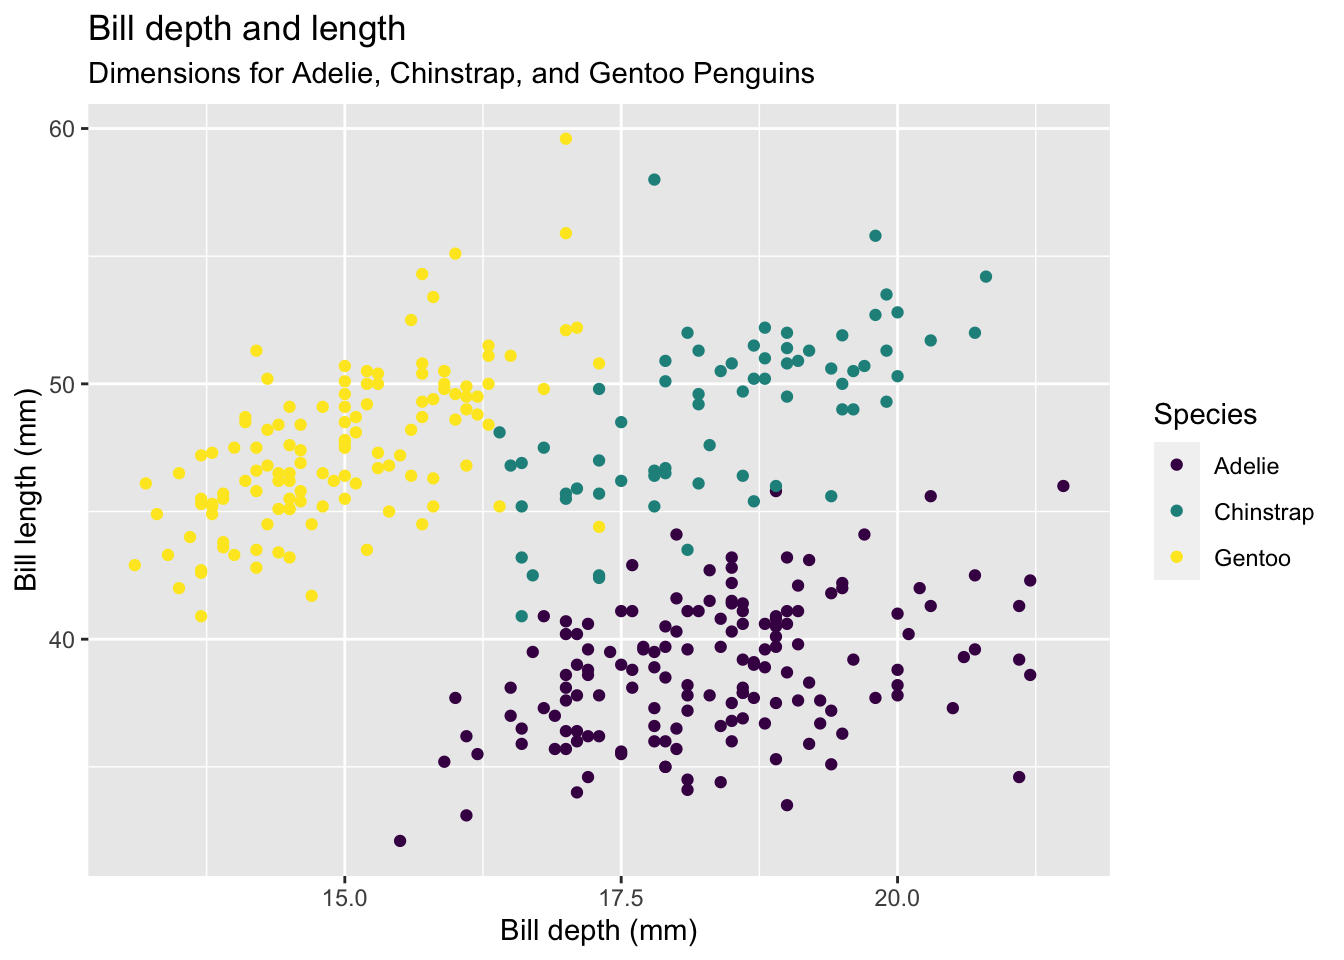 Bill depth and length
Dimensions for Adelie, Chinstrap, and Gentoo Penguins
60
50
40
Bill length (mm)
15.0 17.5 20.0
Bill depth (mm)
Species
Adelie
Chinstrap
Gentoo